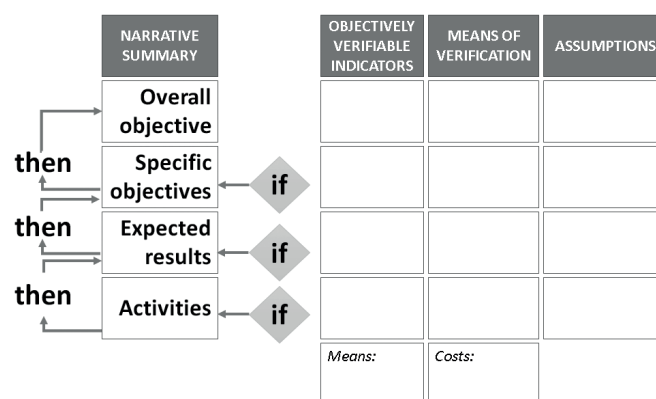 NARRATIVE
SUMMARY
OBJECTIVELY
VERIFIABLE
INDICATORS
MEANS OF
VERIFICATION
ASSUMPTIONS
Overall
objective
then
Specific
objectives
if
then
Expected
results
if
then
Activities
if
Means:
Costs: